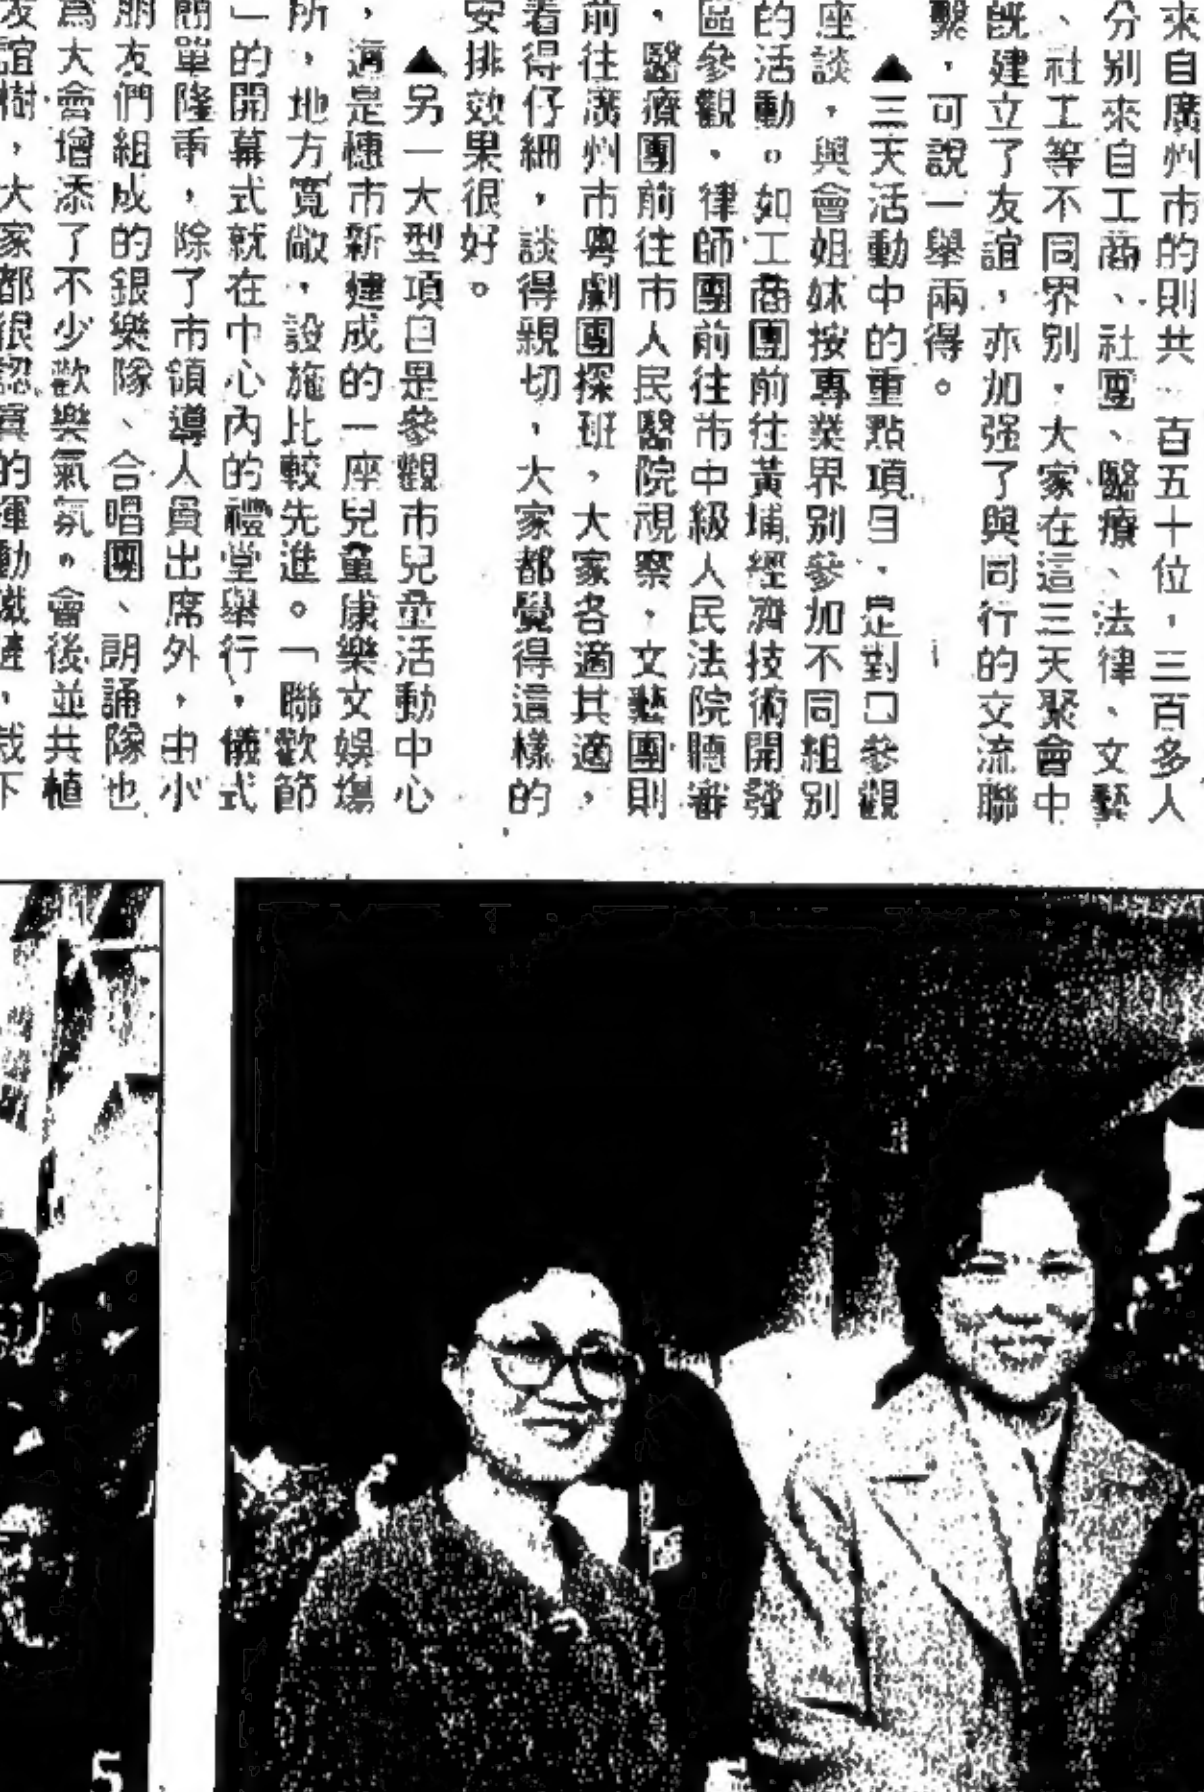 來自廣州市的則共一百五十位，三百多人
分別來自工商、社團、醫療、法律、文藝
、社工等不同界別，大家在這三天聚會中
既建立了友誼，亦加强了與同行的文流聯
繫，可說一舉兩得。
▲三天活動中的重點項目，是對口參觀
座談，與會姐妹按專業界別參加不同組別
的活動。如工商團前往黃埔經濟技術開發
區參觀，律師團前往市中級人民法院聽審
，醫療團前往市人民醫院視察，文藝團則
前往廣州市粵劇團探班，大家各適其適，
看得仔細，談得親切，大家都覺得這樣的
安排效果很好。
▲另一大型項目是參觀市兒童活動中心
，這是穗市新建成的一座兒童康樂文娛場
所，地方寬敞，設施比較先進。「聯歡節
」的開幕式就在中心內的禮堂舉行，儀式
簡單隆重，除了市領導人員出席外，由小
朋友們組成的銀樂隊、合唱團、朗誦隊也
爲大會增添了不少歡樂氣氛。會後並共植
友誼樹，大家都很認真的揮動鐵鏟，栽下
5